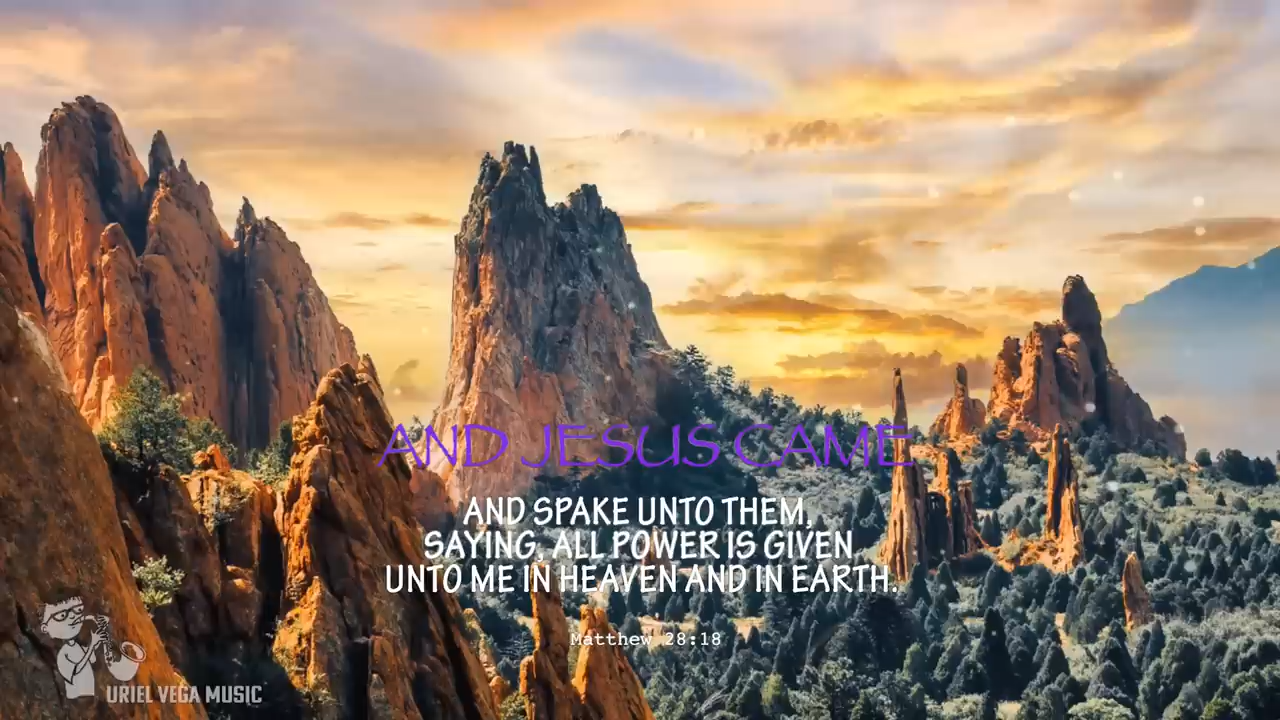 AND JESUS CAME
AND SPAKE UNTO THEM,
SAYING, ALL POWER IS GIVEN
UNTO ME IN HEAVEN AND IN EARTH.
Matthew 28:18
URIEL VEGA MUSIC